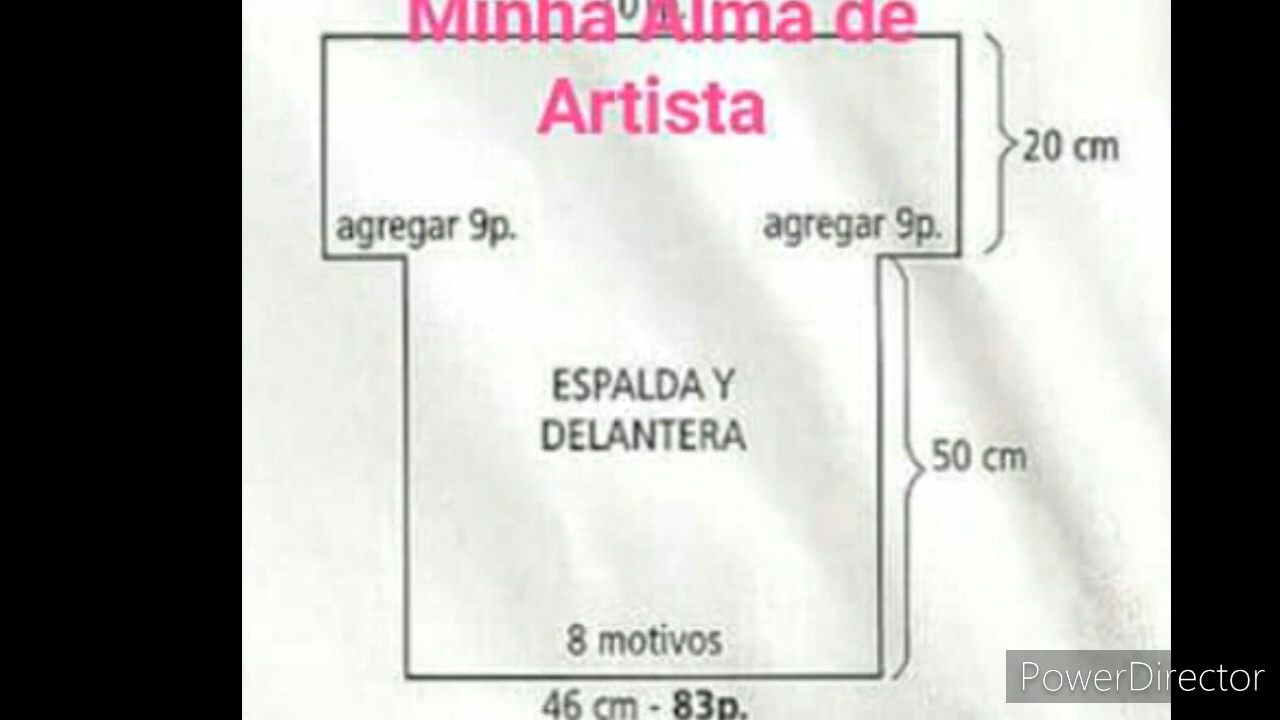 Minha Alma de
Artista
20 cm
agregar 9p.
agregar 9p.
ESPALDA Y
DELANTERA
50 cm
8 motivos
46 cm - 83p.
PowerDirector